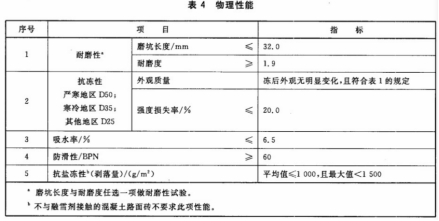 表 4 物理性能
序号 项 目 指 标
1 耐磨性ᵃ 磨坑长度/mm ≤ 32.0
耐磨度 ≥ 1.9
2 抗冻性
严寒地区 D50;
寒冷地区 D35;
其他地区 D25
外观质量 冻后外观无明显变化,且符合表 1 的规定
强度损失率/% ≤ 20.0
3 吸水率/% ≤ 6.5
4 防滑性/BPN ≥ 60
5 抗盐冻性ᵇ(剥落量)/(g/m²) 平均值≤1 000,且最大值<1 500
ᵃ 磨坑长度与耐磨度任选一项做耐磨性试验。
ᵇ 不与融雪剂接触的混凝土路面砖不要求此项性能。